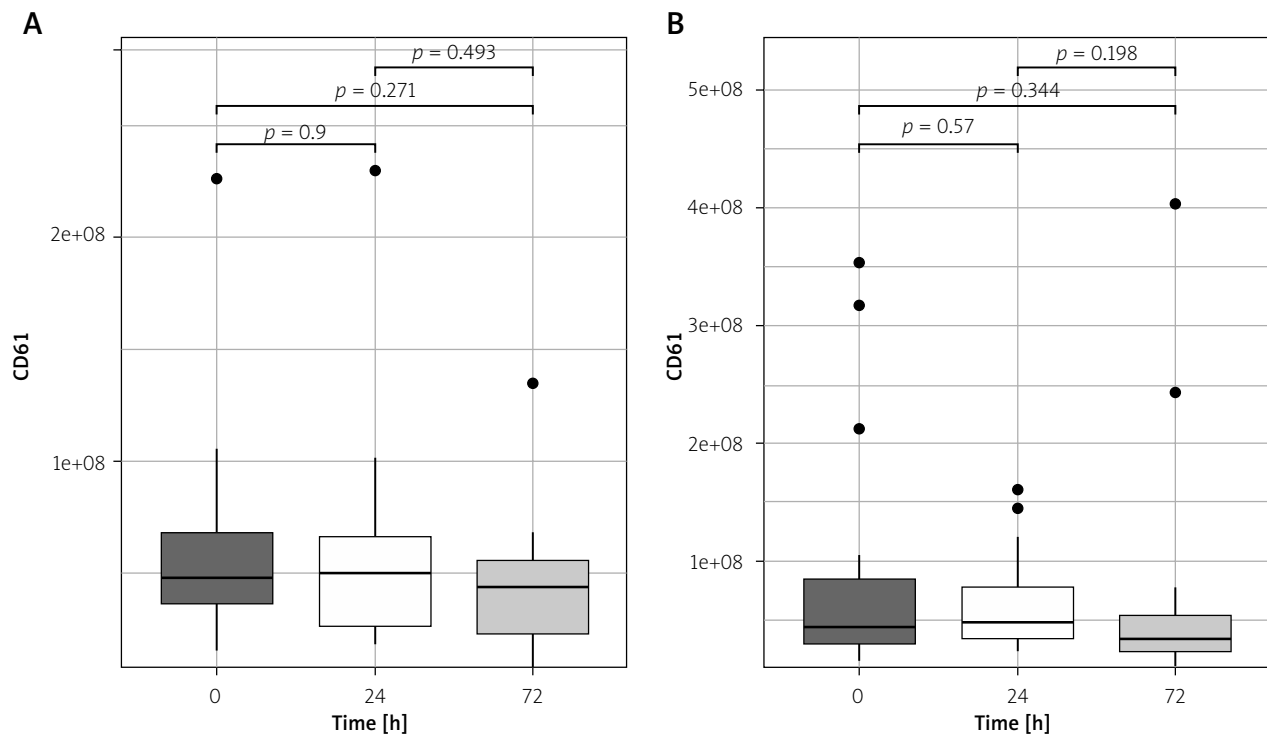 A
p = 0.493
p = 0.271
p = 0.9
2e+08
1e+08
CD61
0 24 72
Time [h]
B
p = 0.198
p = 0.344
p = 0.57
5e+08
4e+08
3e+08
2e+08
1e+08
CD61
0 24 72
Time [h]